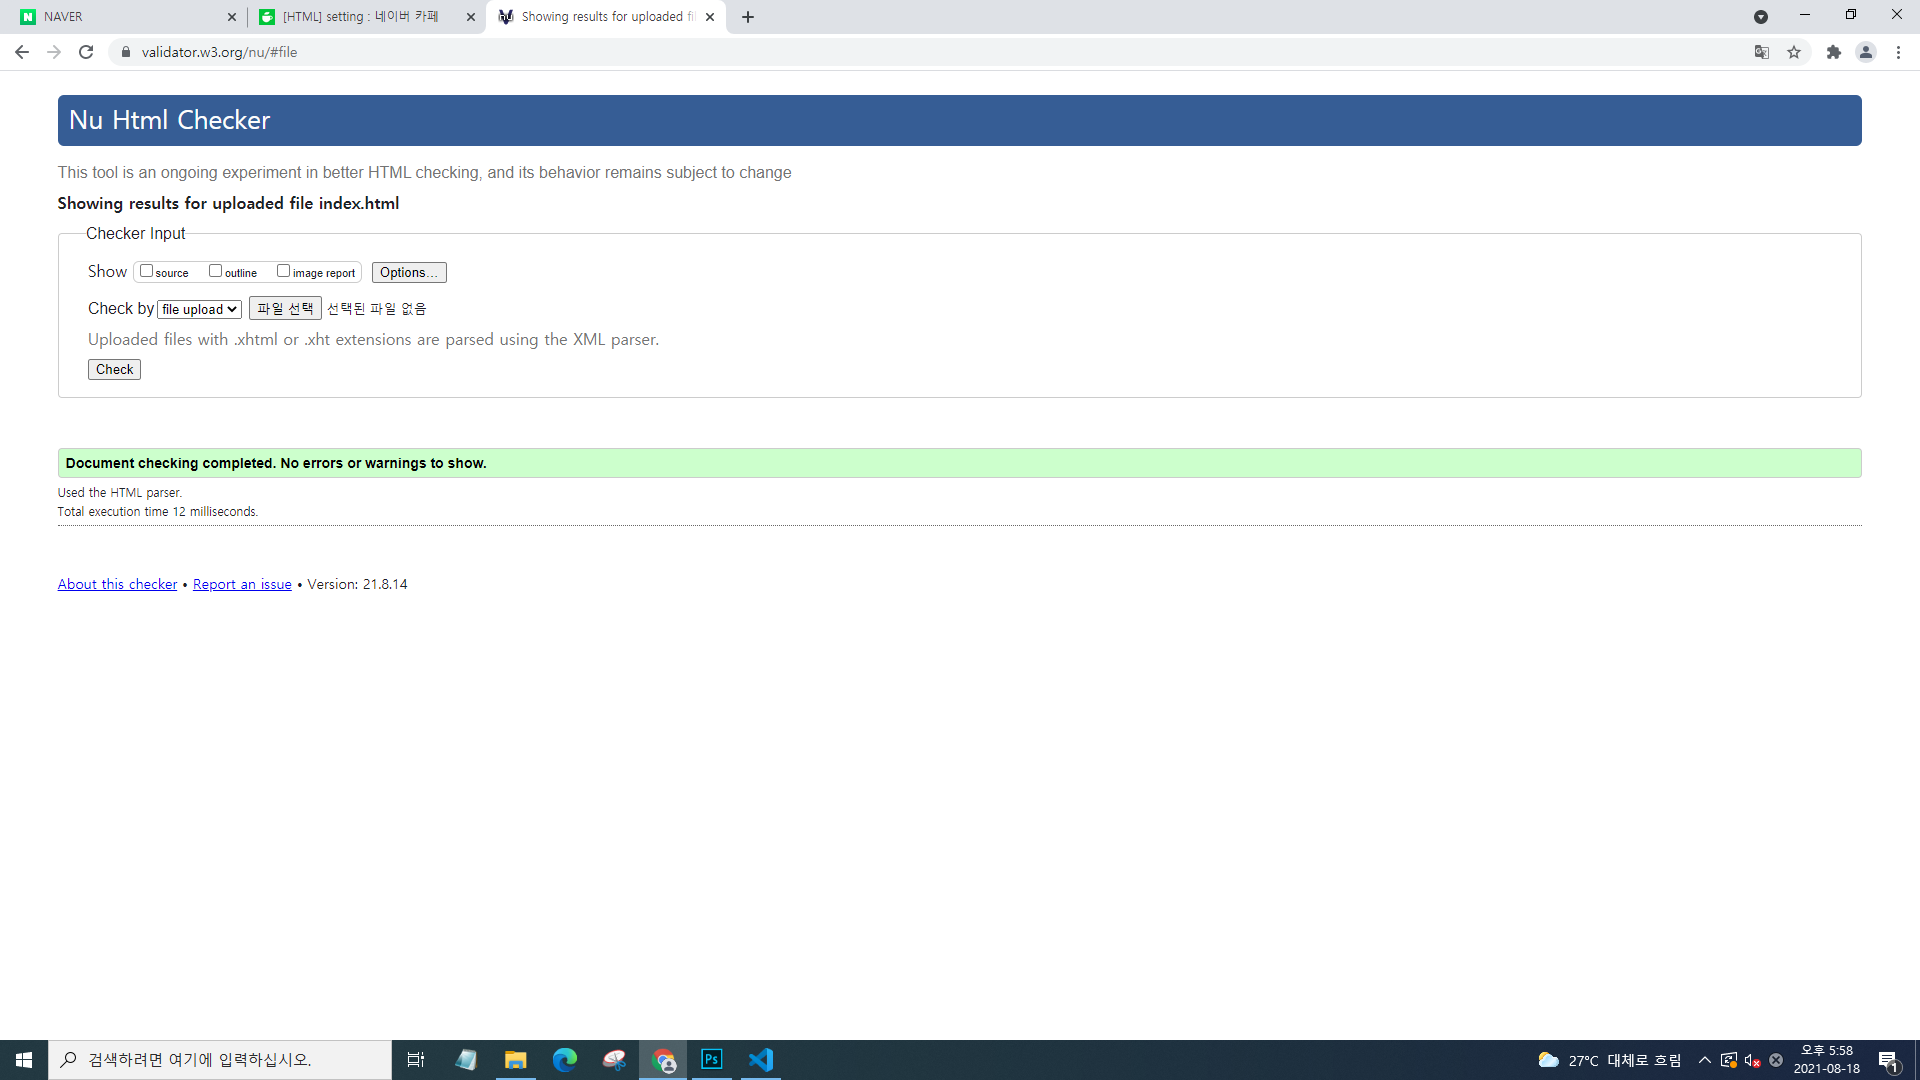 NAVER
[HTML] setting : 네이버 카페
Showing results for uploaded fi
validator.w3.org/nu/#file
Nu Html Checker
This tool is an ongoing experiment in better HTML checking, and its behavior remains subject to change
Showing results for uploaded file index.html
Checker Input
Show source outline image report Options...
Check by file upload 파일 선택 선택된 파일 없음
Uploaded files with .xhtml or .xht extensions are parsed using the XML parser.
Check
Document checking completed. No errors or warnings to show.
Used the HTML parser.
Total execution time 12 milliseconds.
About this checker • Report an issue • Version: 21.8.14
검색하려면 여기에 입력하십시오.
Ps
27°C 대체로 흐림
오후 5:58
2021-08-18
1